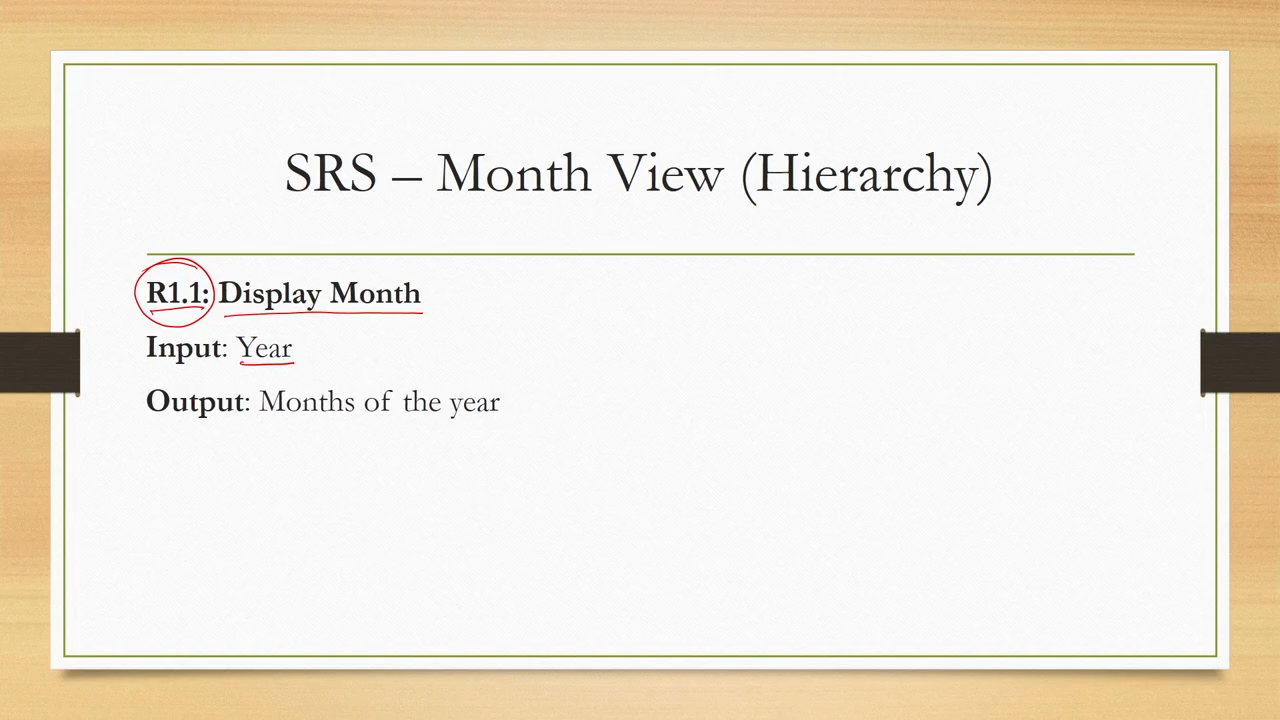 SRS – Month View (Hierarchy)
R1.1: Display Month
Input: Year
Output: Months of the year